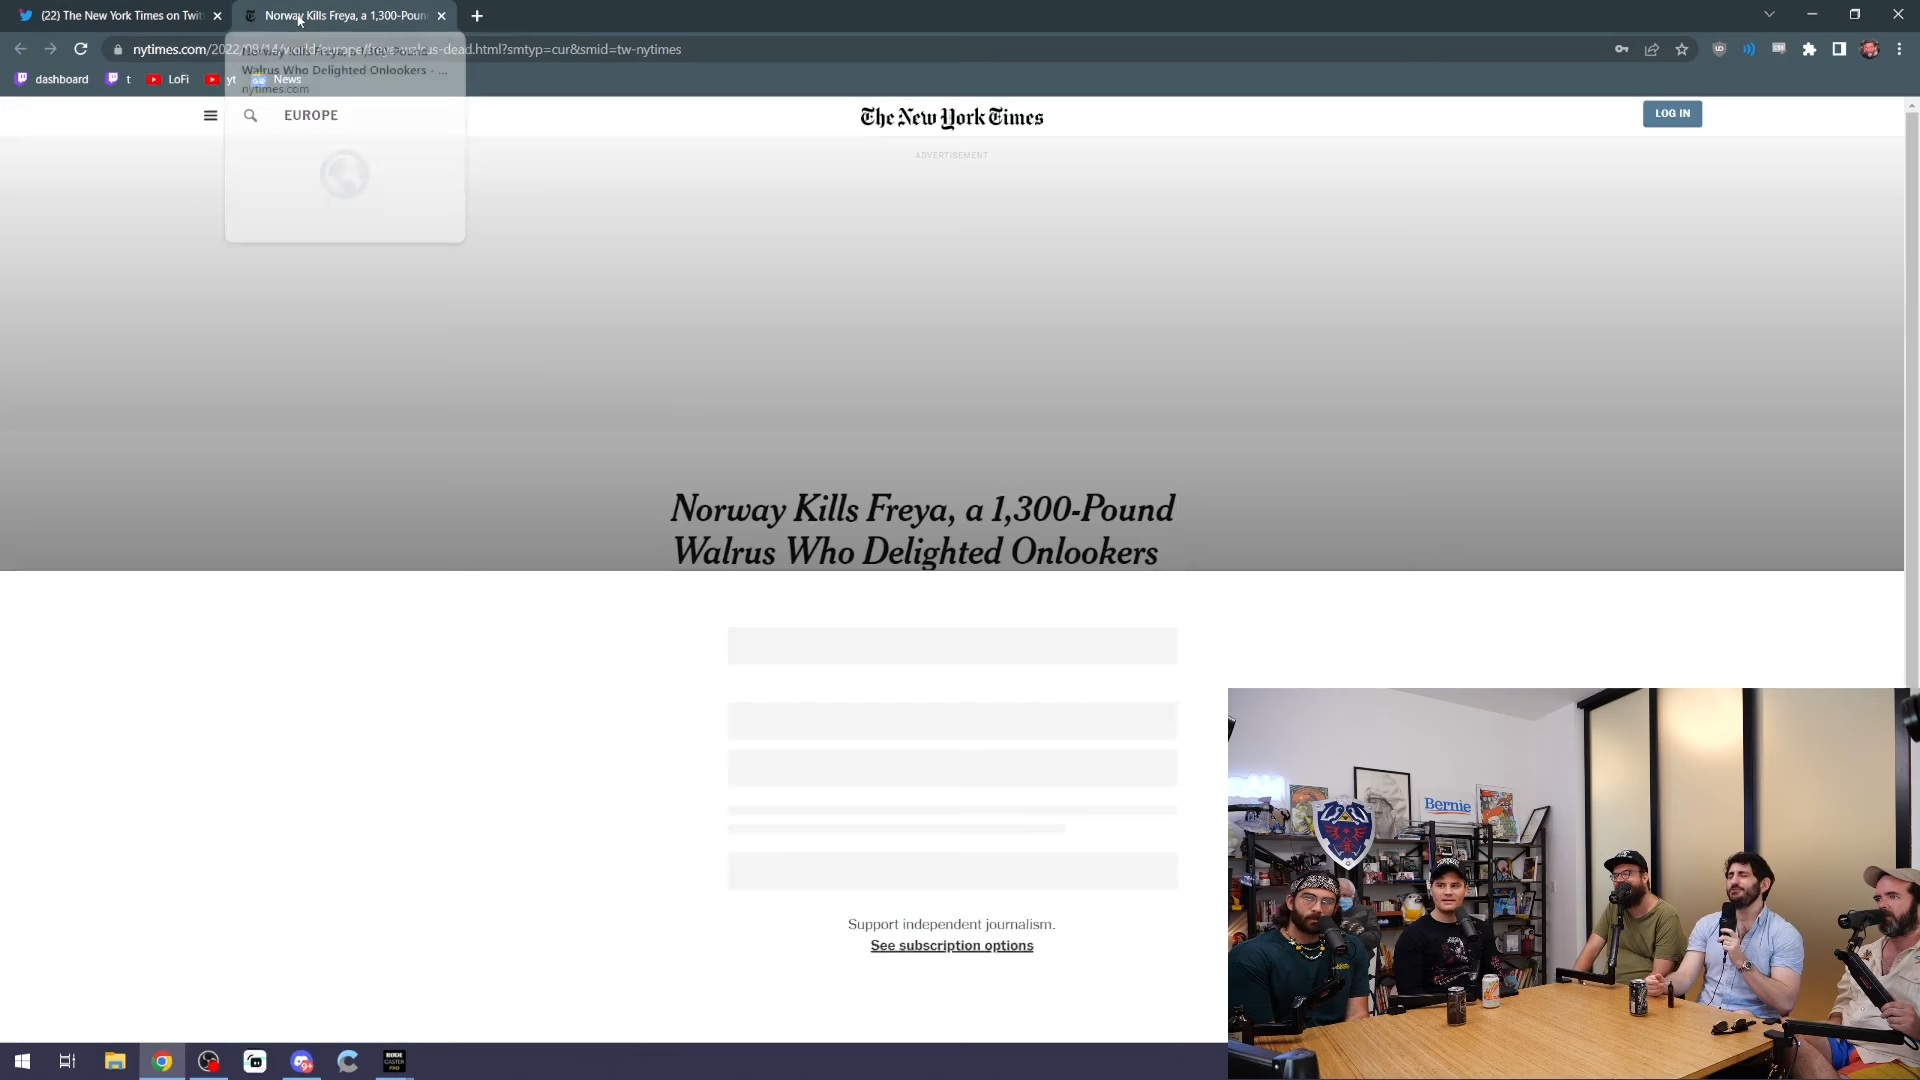 (22) The New York Times on Twit
Norway Kills Freya, a 1,300-Poun
nytimes.com/2022/08/14/world/europe/freya-walrus-dead.html?smtyp=cur&smid=tw-nytimes
Walrus Who Delighted Onlookers - ...
nytimes.com
dashboard
t
LoFi
yt
News
EUROPE
The New York Times
LOG IN
ADVERTISEMENT
Norway Kills Freya, a 1,300-Pound
Walrus Who Delighted Onlookers
Support independent journalism.
See subscription options
Bernie
9+
RODE
CASTER
PRO